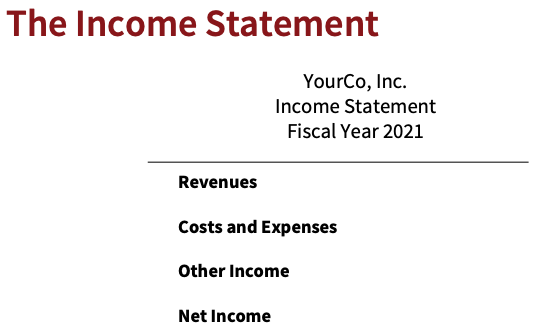 The Income Statement
YourCo, Inc.
Income Statement
Fiscal Year 2021
Revenues
Costs and Expenses
Other Income
Net Income